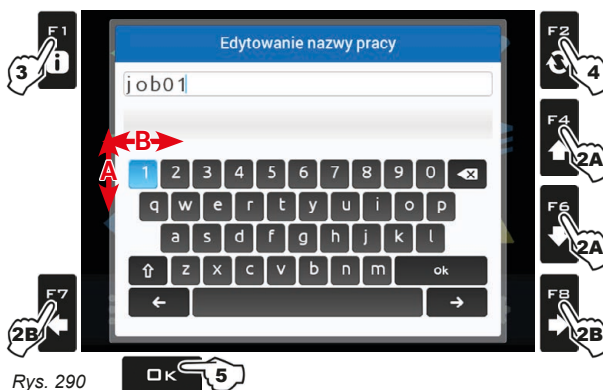 F1
Edytowanie nazwy pracy
F2
3
i
4
job01
F4
B
A
2A
1 2 3 4 5 6 7 8 9 0
q w e r t y u i o p
F6
2A
a s d f g h j k l
z x c v b n m ok
F7
F8
2B
2B
Rys. 290
OK
5